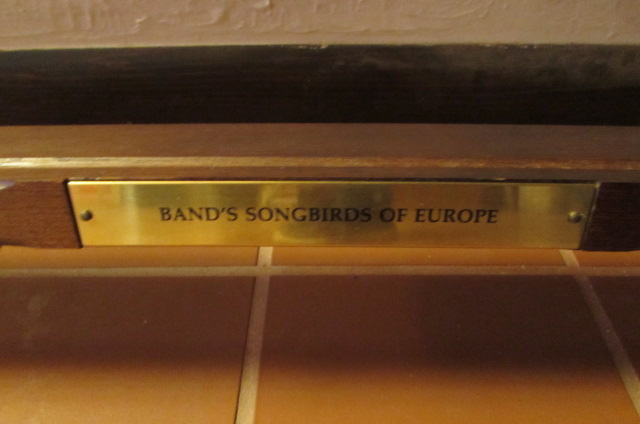 BAND'S SONGBIRDS OF EUROPE